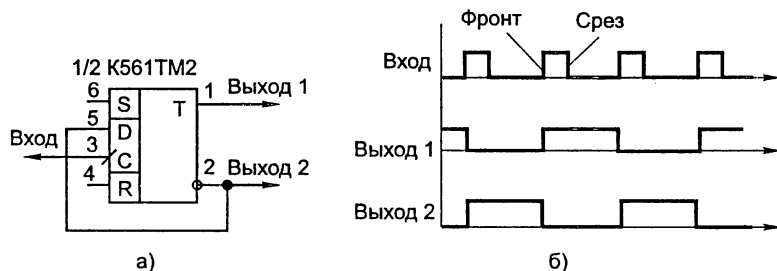 1/2 К561ТМ2
6 S
5 D
3 C
4 R
T
1 Выход 1
2 Выход 2
Вход
а)
Фронт
Срез
Вход
Выход 1
Выход 2
б)